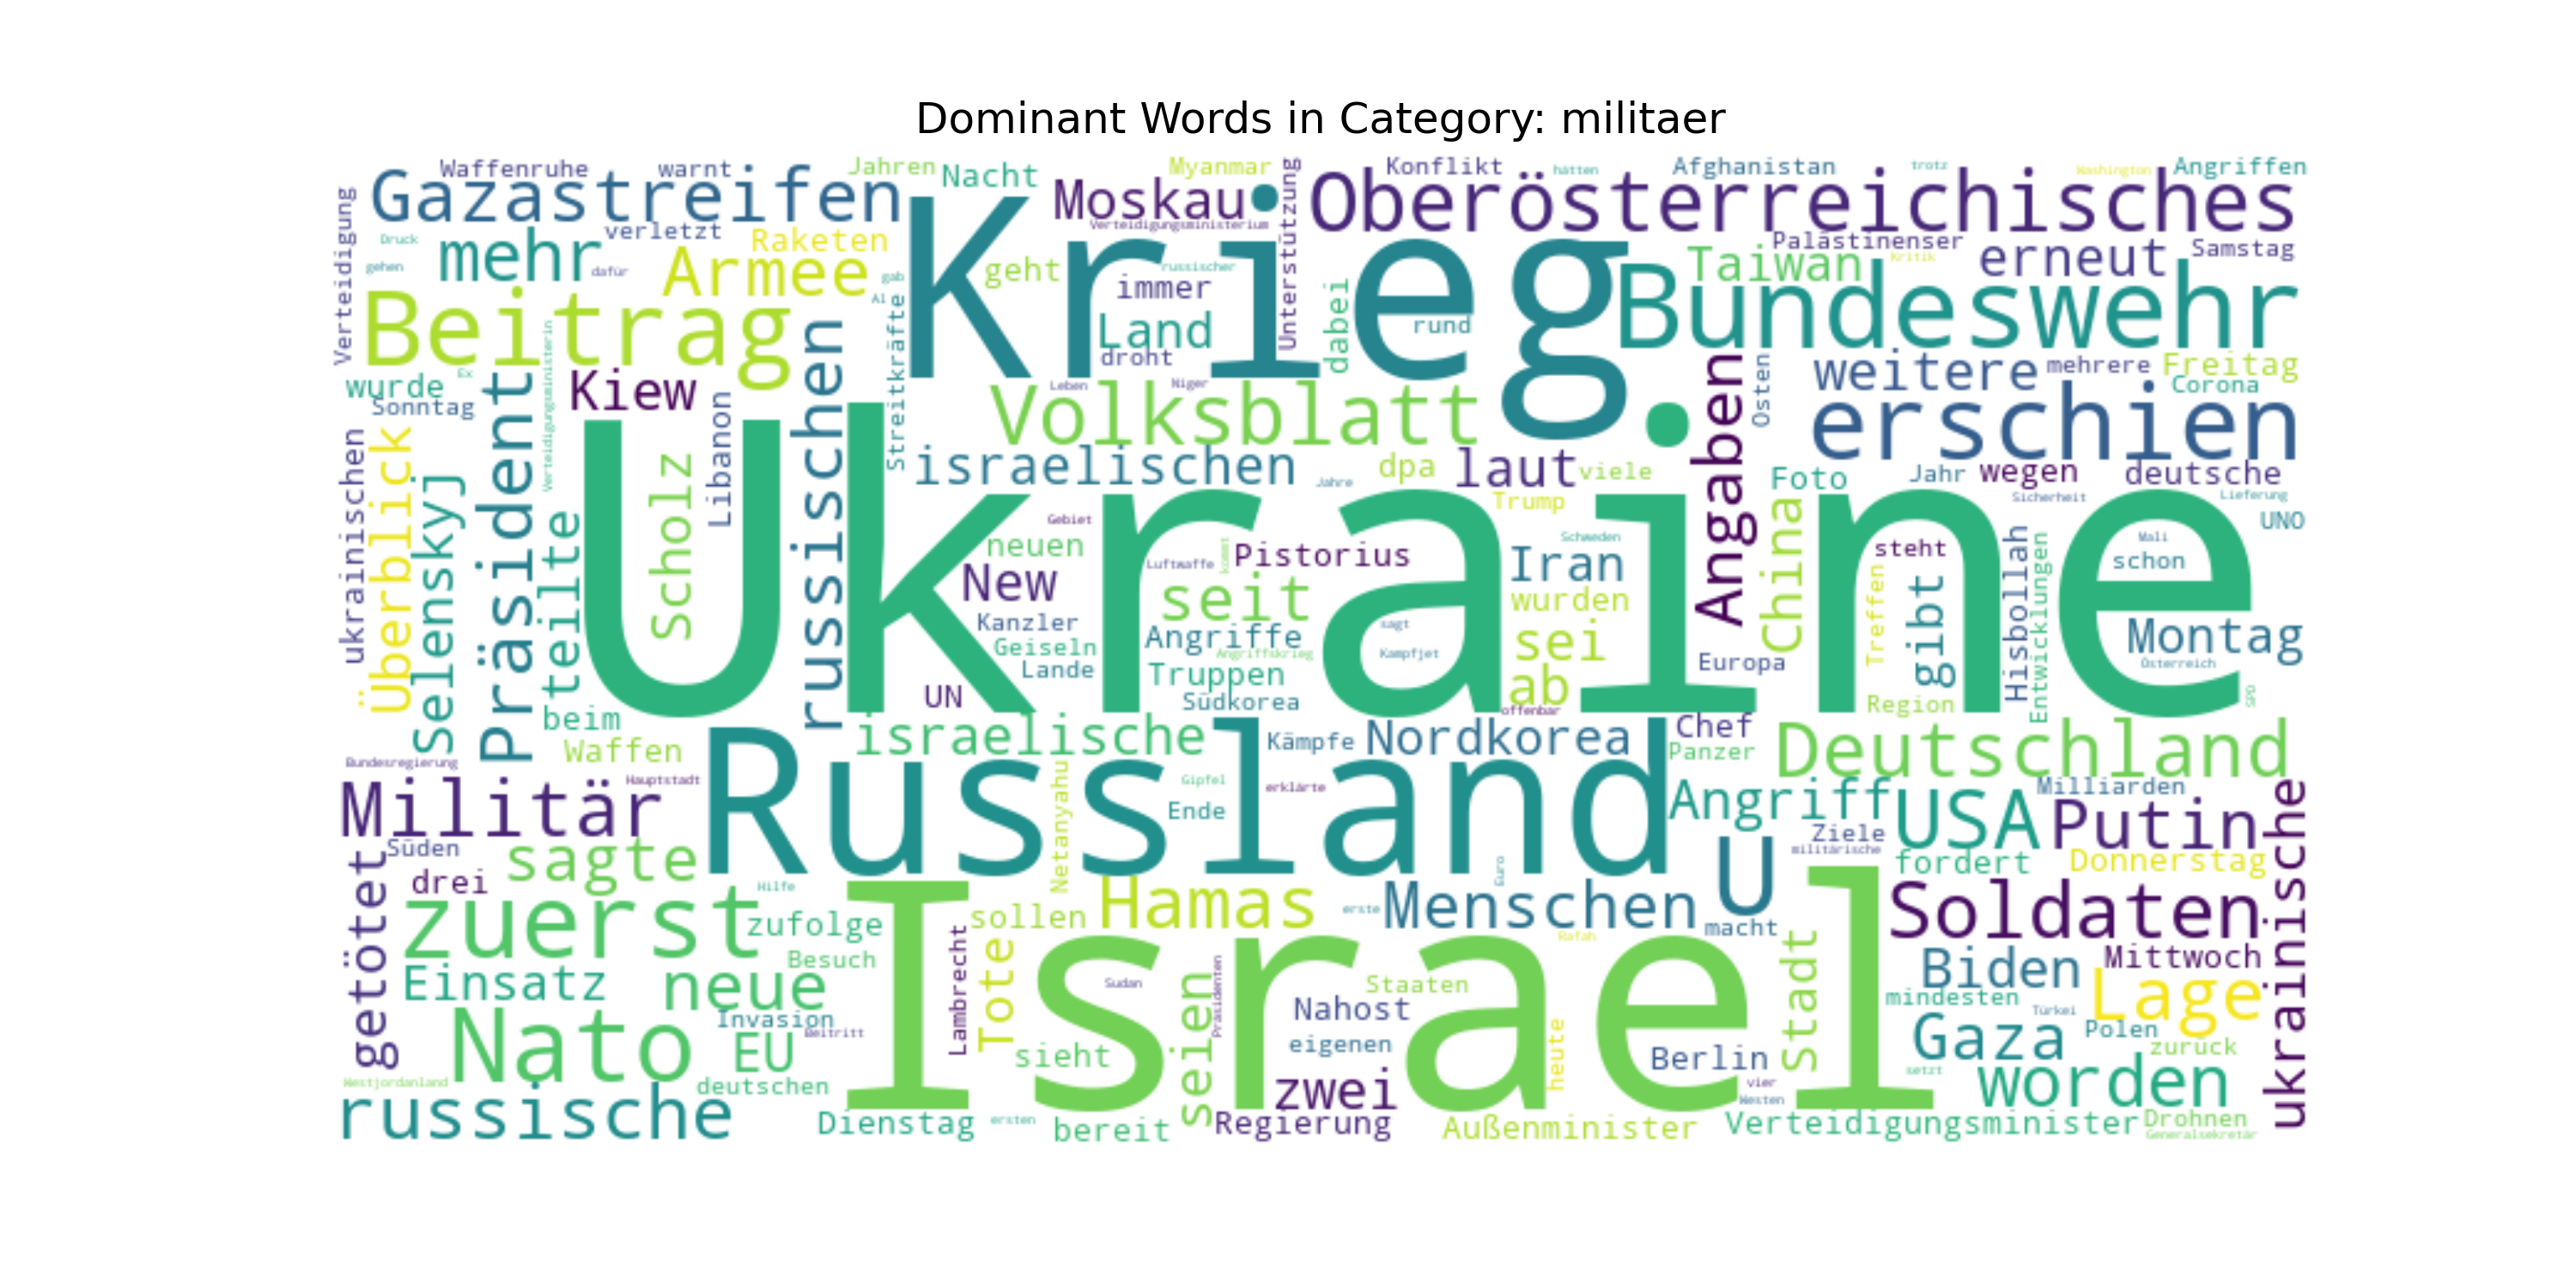 Dominant Words in Category: militaer
Waffenruhe warnt Jahren Nacht Myanmar Konflikt hätten Afghanistan trotz Washington Angriffen
Gazastreifen Moskau Unterstützung Oberösterreichisches
Verteidigung Druck mehr verletzt Raketen Krieg Verteidigungsministerium Palästinenser erneut Samstag
gehen dafür Armee gab geht russischer Taiwan Kritik
Beitrag Al immer dabei Bundeswehr
Streitkräfte Land rund
droht
wurde Ex Kiew russischen Leben Niger Angaben Osten weitere mehrere Freitag
Sonntag Präsident Verteidigungsministerin Libanon Volksblatt erschien Corona
ukrainischen Überblick Selenskyj israelischen Jahre dpa laut viele Foto Jahr wegen deutsche
Scholz Ukraine Trump China Sicherheit Lieferung
teilte Gebiet UNO
neuen Luftwaffe kommt Pistorius Schweden Iran steht Hisbollah Entwicklungen Mali schon
New seit wurden Treffen gibt
Kanzler Angriffe sagt sei Montag
Geiseln Angriffskrieg Kampfjet Europa Österreich
Lande Truppen ab
UN Südkorea offenbar Region SPD
beim israelische Kämpfe Nordkorea Chef Deutschland
Waffen Panzer
Bundesregierung Hauptstadt Russland Netanyahu Gipfel erklärte Milliarden
Militär Ende Angriff USA Putin ukrainische
Süden sagte U Ziele militärische fordert Donnerstag
getötet drei Hilfe Euro
zuerst zufolge sollen Hamas erste Menschen macht Soldaten
Besuch Lambrecht Tote Israel Rafah Stadt
Einsatz neue Sudan seien Präsidenten Staaten Biden Mittwoch
Invasion Nahost mindesten Türkei Lage
Nato EU Beitritt sieht eigenen heute Berlin Gaza Polen zurück
Westjordanland deutschen zwei vier setzt worden
russische Westen
Dienstag ersten bereit Regierung Außenminister Verteidigungsminister Drohnen
Generalsekretär